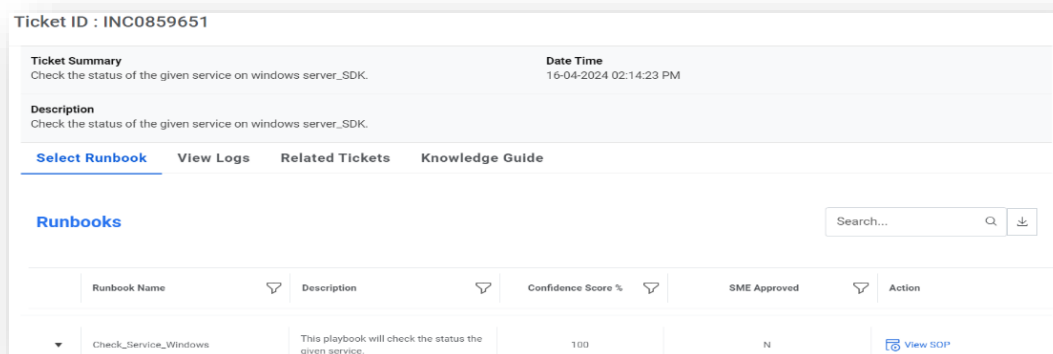 Ticket ID : INC0859651
Ticket Summary
Check the status of the given service on windows server_SDK.
Date Time
16-04-2024 02:14:23 PM
Description
Check the status of the given service on windows server_SDK.
Select Runbook View Logs Related Tickets Knowledge Guide
Runbooks
Search...
Runbook Name Description Confidence Score % SME Approved Action
Check_Service_Windows
This playbook will check the status the
given service.
100
N
View SOP